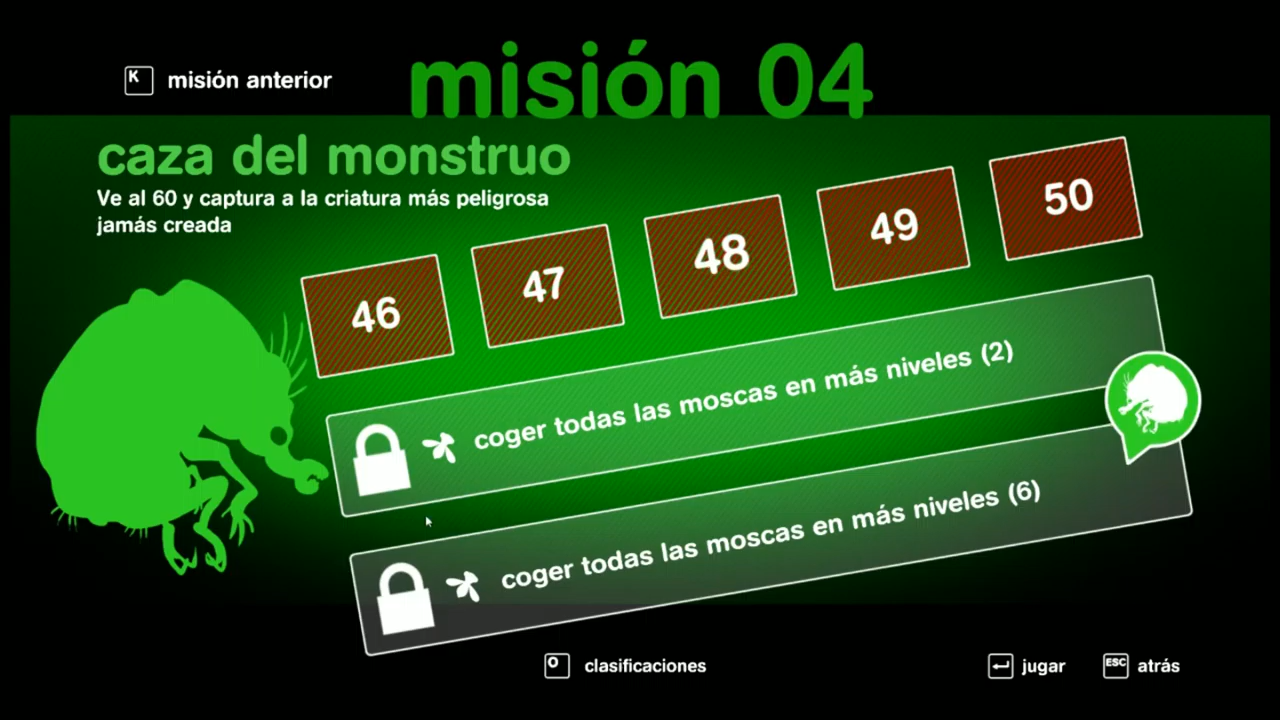 misión 04
K misión anterior
caza del monstruo
Ve al 60 y captura a la criatura más peligrosa
jamás creada
46 47 48 49 50
coger todas las moscas en más niveles (2)
coger todas las moscas en más niveles (6)
O clasificaciones
jugar
ESC atrás